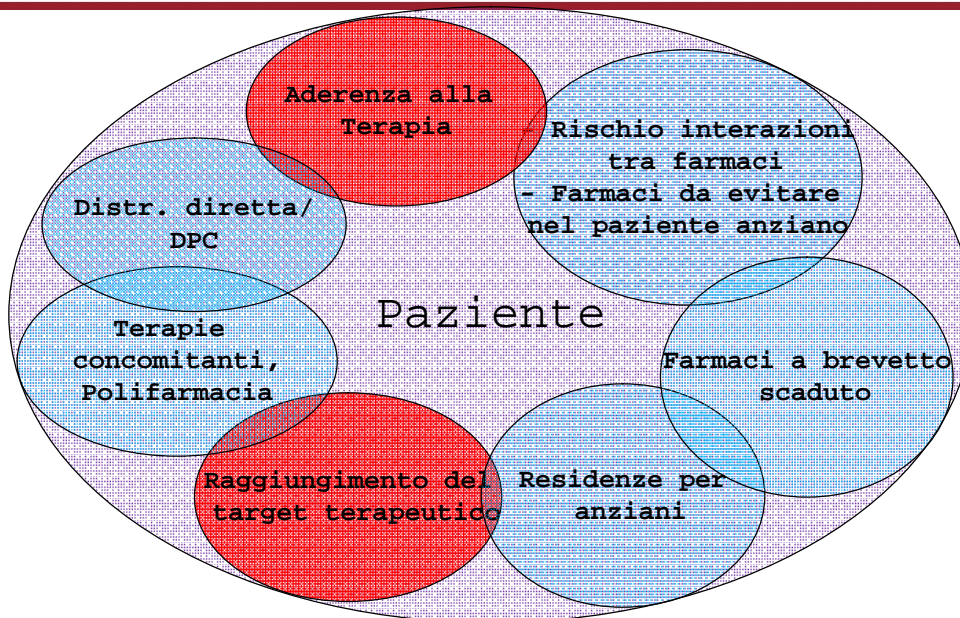 Aderenza alla
Terapia
- Rischio interazioni
tra farmaci
- Farmaci da evitare
nel paziente anziano
Distr. diretta/
DPC
Paziente
Terapie
concomitanti,
Polifarmacia
Farmaci a brevetto
scaduto
Raggiungimento del
target terapeutico
Residenze per
anziani